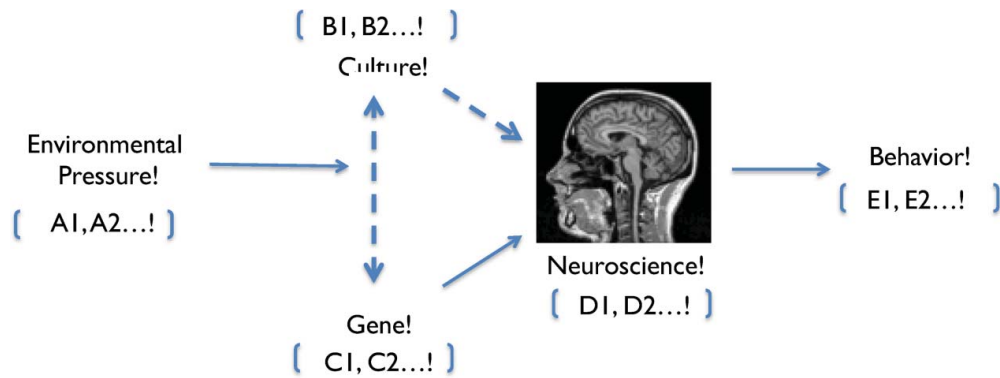 [ B1, B2...! ]
Culture!
Environmental
Pressure!
[ A1, A2...! ]
Behavior!
[ E1, E2...! ]
Neuroscience!
[ D1, D2...! ]
Gene!
[ C1, C2...! ]